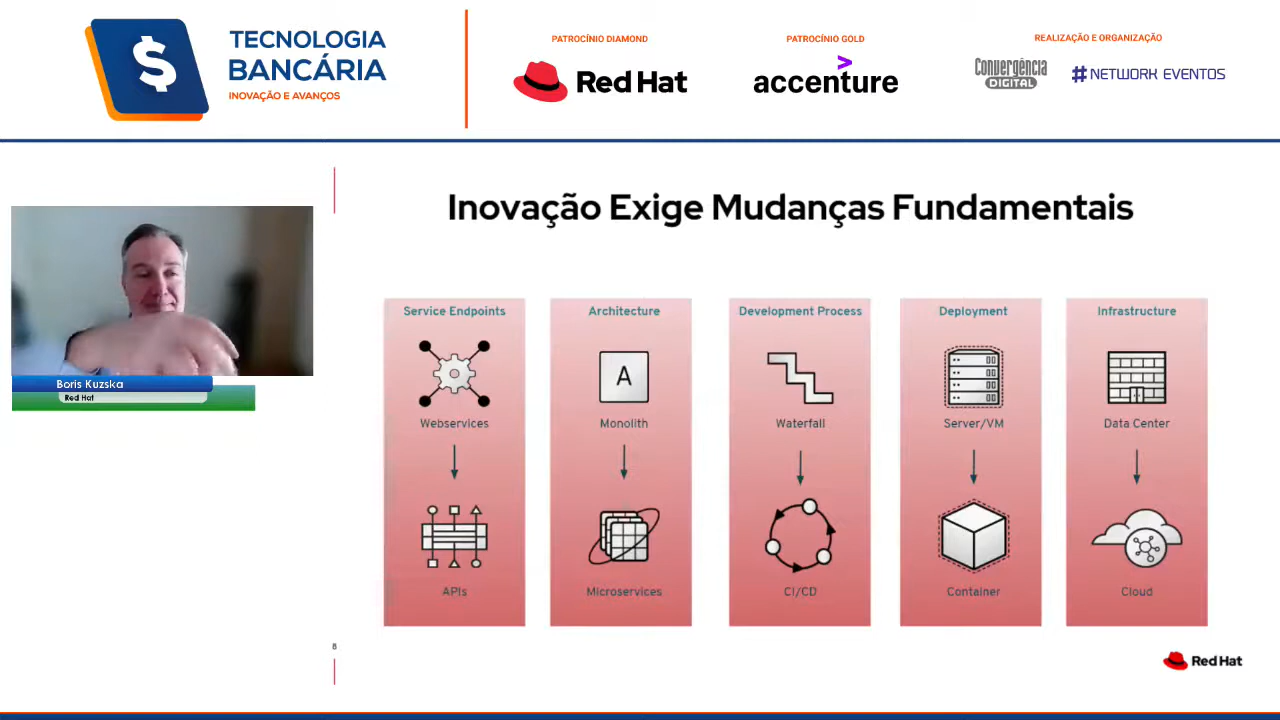 TECNOLOGIA
BANCÁRIA
INOVAÇÃO E AVANÇOS
PATROCÍNIO DIAMOND
Red Hat
PATROCÍNIO GOLD
accenture
REALIZAÇÃO E ORGANIZAÇÃO
Convergência
DIGITAL
#NETWORK EVENTOS
Inovação Exige Mudanças Fundamentais
Boris Kuzska
Red Hat
Service Endpoints
Webservices
APIs
Architecture
A
Monolith
Microservices
Development Process
Waterfall
CI/CD
Deployment
Server/VM
Container
Infrastructure
Data Center
Cloud
8
Red Hat